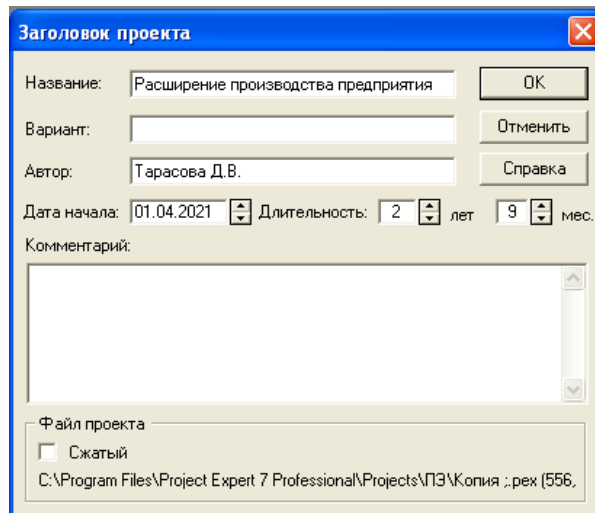 Заголовок проекта
Название: Расширение производства предприятия OK
Вариант: Отменить
Автор: Тарасова Д.В. Справка
Дата начала: 01.04.2021 Длительность: 2 лет 9 мес.
Комментарий:
Файл проекта
Сжатый
C:\Program Files\Project Expert 7 Professional\Projects\ПЭ\Копия ;.pex (556,